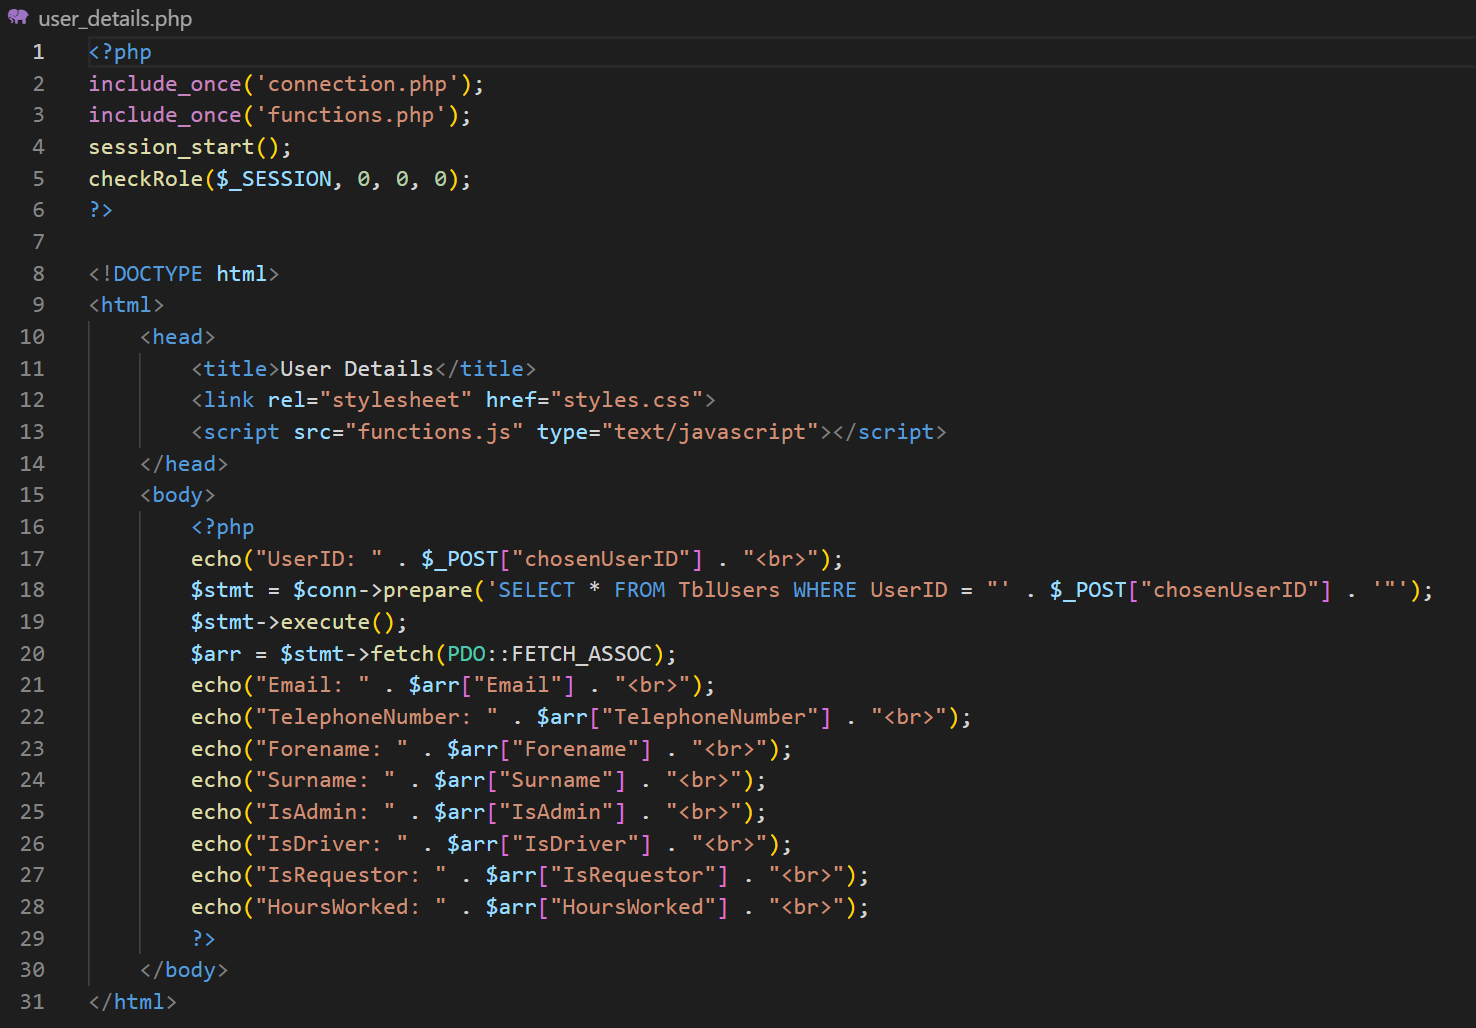 user_details.php
1 <?php
2 include_once('connection.php');
3 include_once('functions.php');
4 session_start();
5 checkRole($_SESSION, 0, 0, 0);
6 ?>
7
8 <!DOCTYPE html>
9 <html>
10     <head>
11         <title>User Details</title>
12         <link rel="stylesheet" href="styles.css">
13         <script src="functions.js" type="text/javascript"></script>
14     </head>
15     <body>
16         <?php
17         echo("UserID: " . $_POST["chosenUserID"] . "<br>");
18         $stmt = $conn->prepare('SELECT * FROM TblUsers WHERE UserID = "' . $_POST["chosenUserID"] . '"');
19         $stmt->execute();
20         $arr = $stmt->fetch(PDO::FETCH_ASSOC);
21         echo("Email: " . $arr["Email"] . "<br>");
22         echo("TelephoneNumber: " . $arr["TelephoneNumber"] . "<br>");
23         echo("Forename: " . $arr["Forename"] . "<br>");
24         echo("Surname: " . $arr["Surname"] . "<br>");
25         echo("IsAdmin: " . $arr["IsAdmin"] . "<br>");
26         echo("IsDriver: " . $arr["IsDriver"] . "<br>");
27         echo("IsRequestor: " . $arr["IsRequestor"] . "<br>");
28         echo("HoursWorked: " . $arr["HoursWorked"] . "<br>");
29         ?>
30     </body>
31 </html>